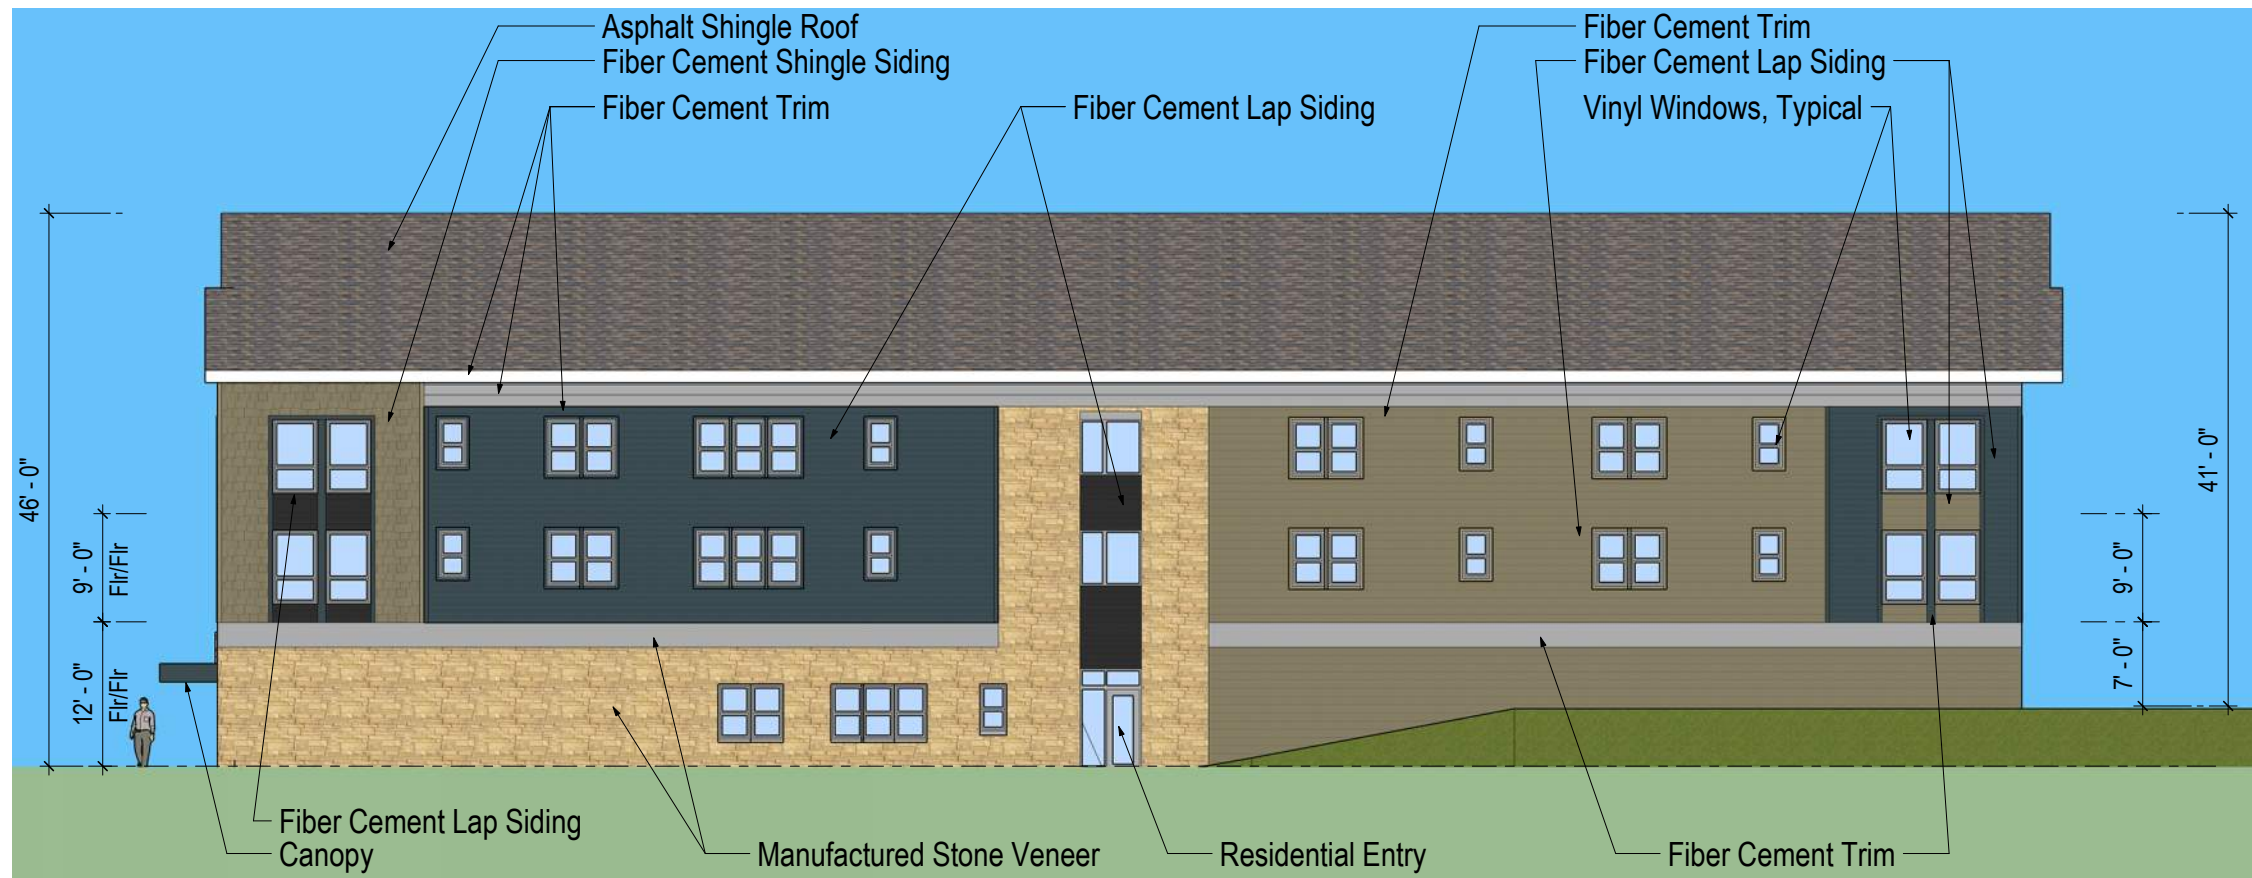 Asphalt Shingle Roof
Fiber Cement Shingle Siding
Fiber Cement Trim
Fiber Cement Lap Siding
Fiber Cement Trim
Fiber Cement Lap Siding
Vinyl Windows, Typical
46' - 0"
9' - 0"
Flr/Flr
12' - 0"
Flr/Flr
41' - 0"
9' - 0"
7' - 0"
Fiber Cement Lap Siding
Canopy
Manufactured Stone Veneer
Residential Entry
Fiber Cement Trim